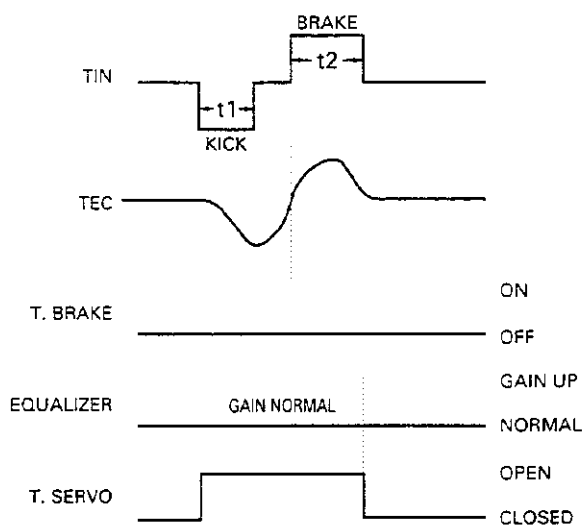 BRAKE
TIN
t2
t1
KICK
TEC
ON
T. BRAKE
OFF
GAIN UP
EQUALIZER
GAIN NORMAL
NORMAL
OPEN
T. SERVO
CLOSED